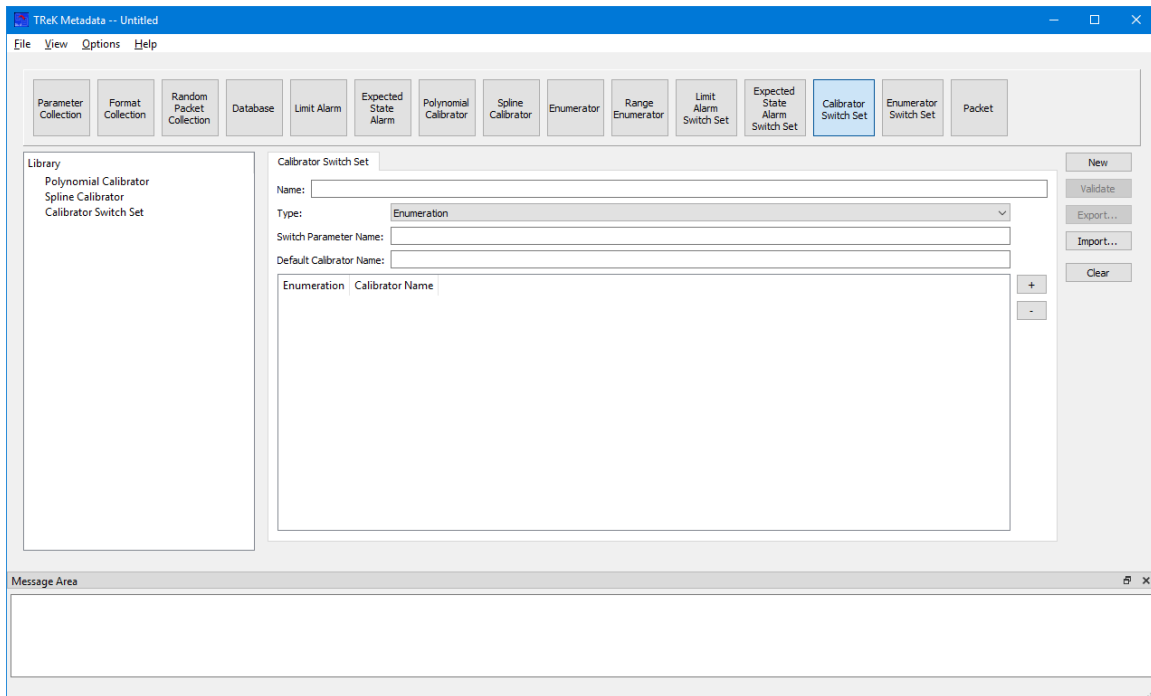 TReK Metadata -- Untitled
File View Options Help
Parameter Collection
Format Collection
Random Packet Collection
Database
Limit Alarm
Expected State Alarm
Polynomial Calibrator
Spline Calibrator
Enumerator
Range Enumerator
Limit Alarm Switch Set
Expected State Alarm Switch Set
Calibrator Switch Set
Enumerator Switch Set
Packet
Library
Polynomial Calibrator
Spline Calibrator
Calibrator Switch Set
Calibrator Switch Set
Name:
Type: Enumeration
Switch Parameter Name:
Default Calibrator Name:
Enumeration Calibrator Name
+
-
New
Validate
Export...
Import...
Clear
Message Area